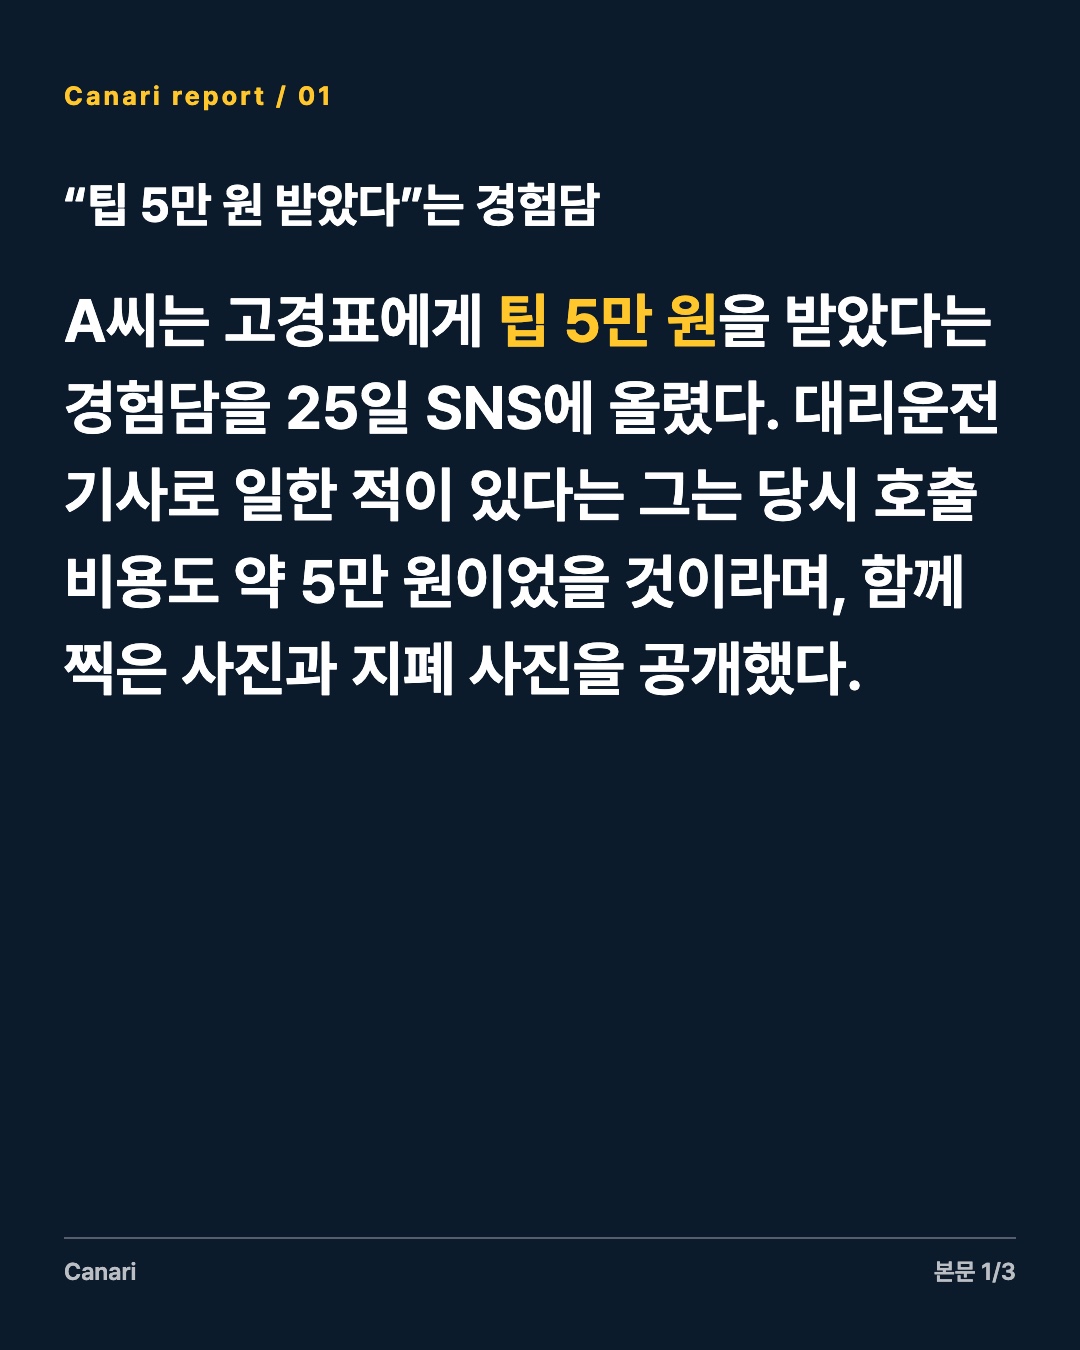 Canari report / 01
“팁 5만 원 받았다”는 경험담
A씨는 고경표에게 팁 5만 원을 받았다는
경험담을 25일 SNS에 올렸다. 대리운전
기사로 일한 적이 있다는 그는 당시 호출
비용도 약 5만 원이었을 것이라며, 함께
찍은 사진과 지폐 사진을 공개했다.
Canari
본문 1/3